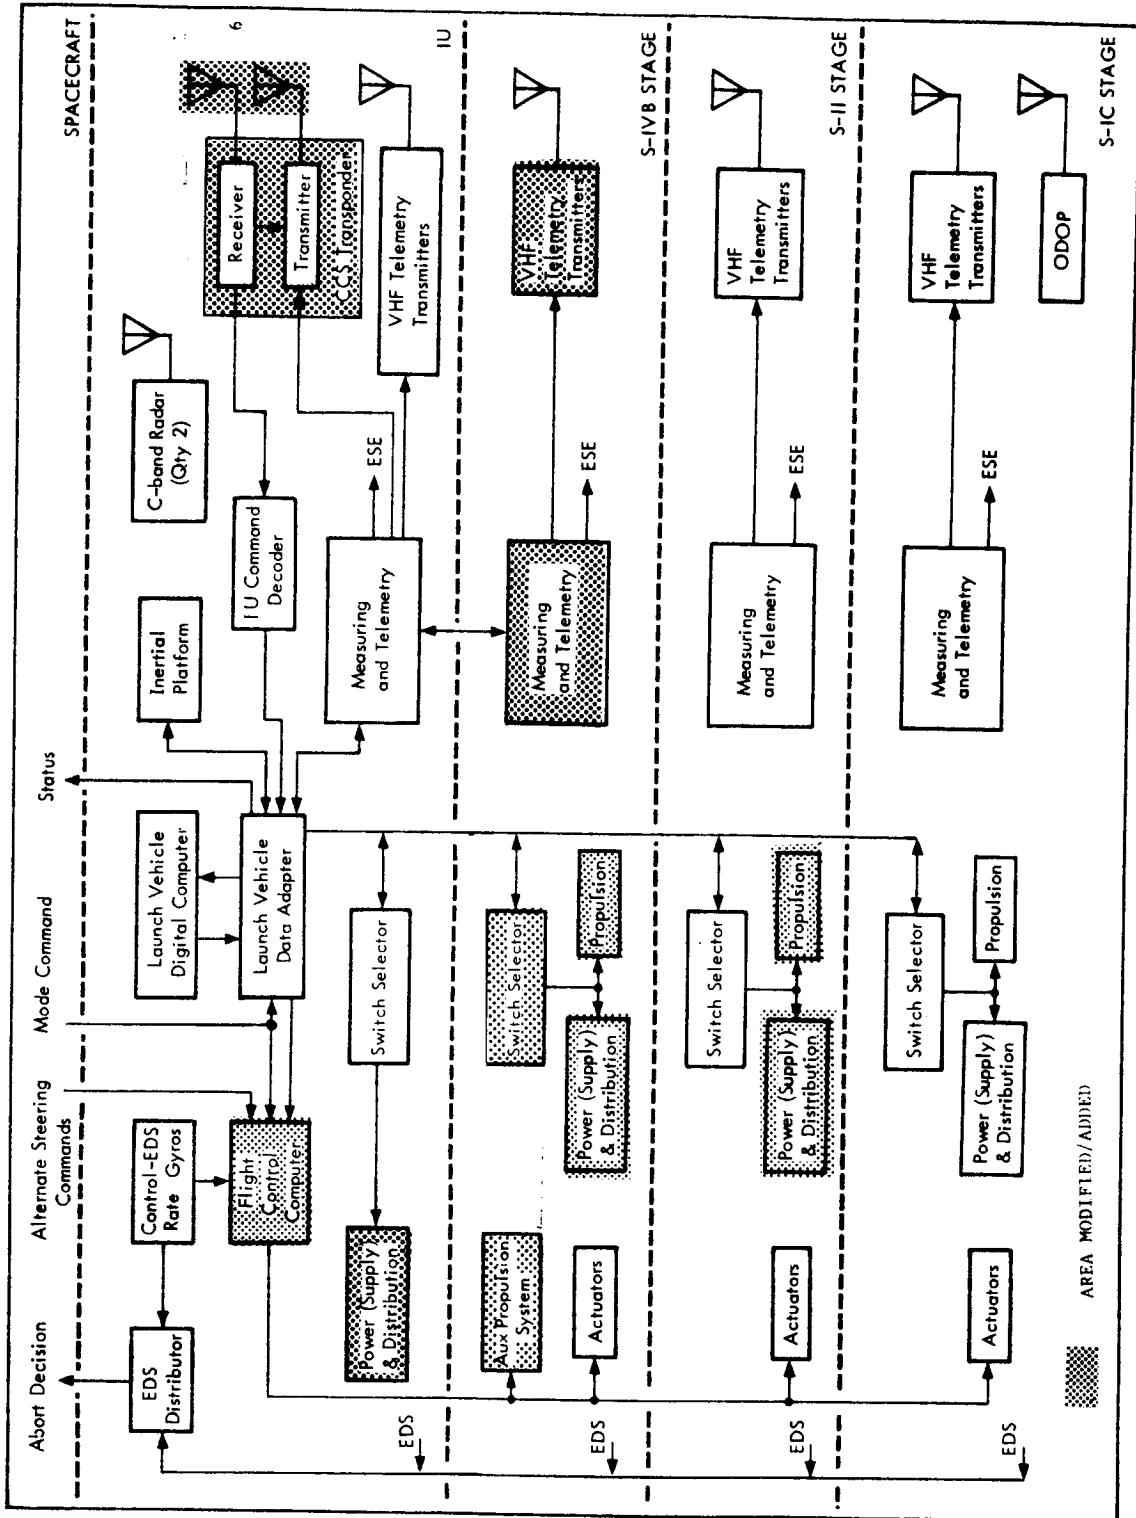 SPACECRAFT
Abort Decision
Alternate Steering
Commands
Mode Command
Status
6
EDS
Distributor
Control-EDS
Rate Gyros
Launch Vehicle
Digital Computer
Inertial
Platform
C-band Radar
(Qty 2)
Flight
Control
Computer
Launch Vehicle
Data Adapter
IU Command
Decoder
Receiver
Transmitter
CCS Transponder
Power (Supply)
& Distribution
Switch Selector
Measuring
and Telemetry
ESE
VHF Telemetry
Transmitters
EDS
IU
Aux Propulsion
System
Switch Selector
Measuring
and Telemetry
VHF
Telemetry
Transmitters
Actuators
Power (Supply)
& Distribution
Propulsion
ESE
EDS
S-IVB STAGE
Switch Selector
Measuring
and Telemetry
VHF
Telemetry
Transmitters
Actuators
Power (Supply)
& Distribution
Propulsion
ESE
EDS
S-II STAGE
Switch Selector
Measuring
and Telemetry
VHF
Telemetry
Transmitters
Actuators
Power (Supply)
& Distribution
Propulsion
ESE
ODOP
EDS
S-IC STAGE
AREA MODIFIED/ADDED